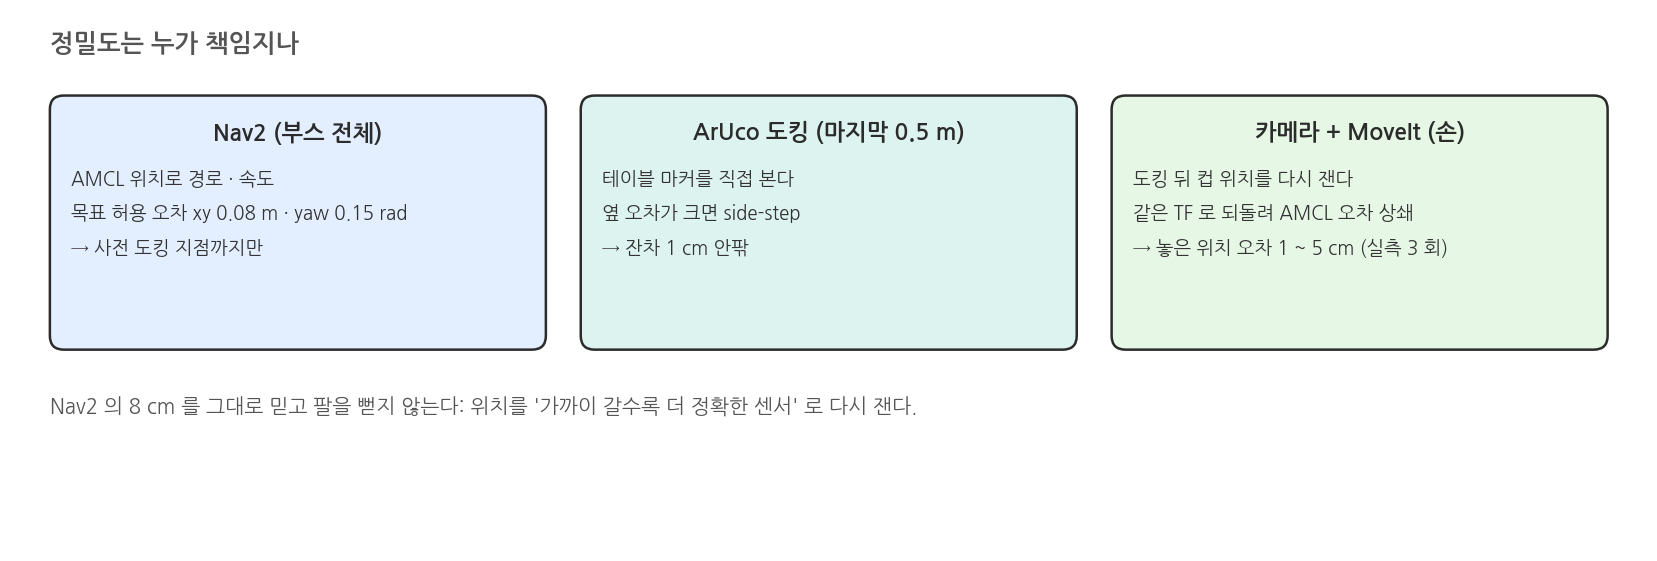 정밀도는 누가 책임지나
Nav2 (부스 전체)
AMCL 위치로 경로 · 속도
목표 허용 오차 xy 0.08 m · yaw 0.15 rad
→ 사전 도킹 지점까지만
ArUco 도킹 (마지막 0.5 m)
테이블 마커를 직접 본다
옆 오차가 크면 side-step
→ 잔차 1 cm 안팎
카메라 + MoveIt (손)
도킹 뒤 컵 위치를 다시 잰다
같은 TF 로 되돌려 AMCL 오차 상쇄
→ 놓은 위치 오차 1 ~ 5 cm (실측 3 회)
Nav2 의 8 cm 를 그대로 믿고 팔을 뻗지 않는다: 위치를 '가까이 갈수록 더 정확한 센서' 로 다시 잰다.